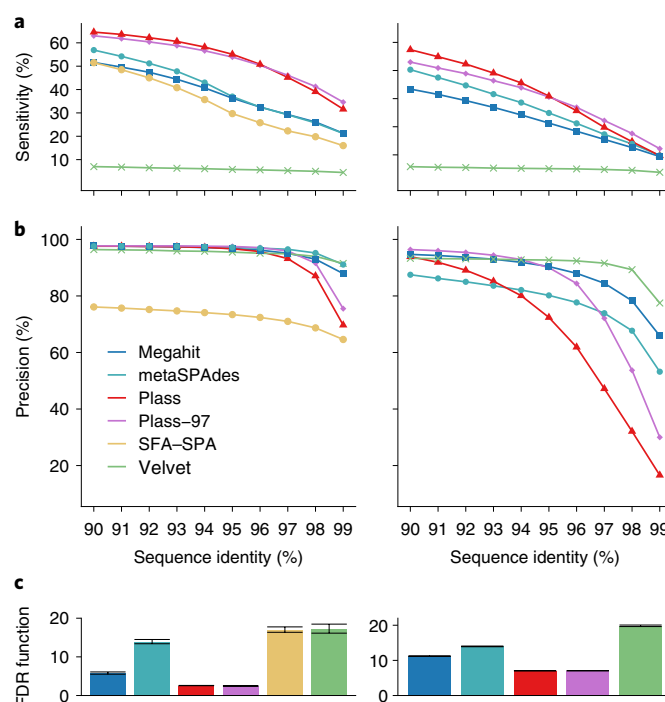 a
Sensitivity (%)
60
50
40
30
20
10
b
Precision (%)
100
80
60
40
20
Megahit
metaSPAdes
Plass
Plass–97
SFA–SPA
Velvet
90 91 92 93 94 95 96 97 98 99
90 91 92 93 94 95 96 97 98 99
Sequence identity (%)
Sequence identity (%)
c
FDR function
20
10
0
20
10
0